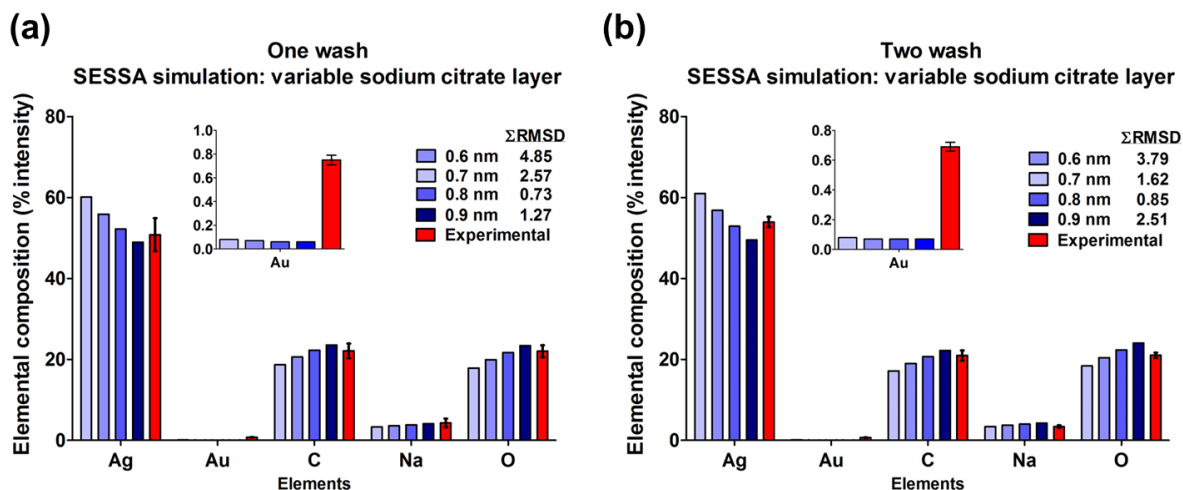 (a)
One wash
SESSA simulation: variable sodium citrate layer
Elemental composition (% intensity)
80
60
40
20
0
1.0
0.8
0.6
0.4
0.2
0.0
Au
ΣRMSD
0.6 nm 4.85
0.7 nm 2.57
0.8 nm 0.73
0.9 nm 1.27
Experimental
Ag Au C Na O
Elements
(b)
Two wash
SESSA simulation: variable sodium citrate layer
Elemental composition (% intensity)
80
60
40
20
0
0.8
0.6
0.4
0.2
0.0
Au
ΣRMSD
0.6 nm 3.79
0.7 nm 1.62
0.8 nm 0.85
0.9 nm 2.51
Experimental
Ag Au C Na O
Elements